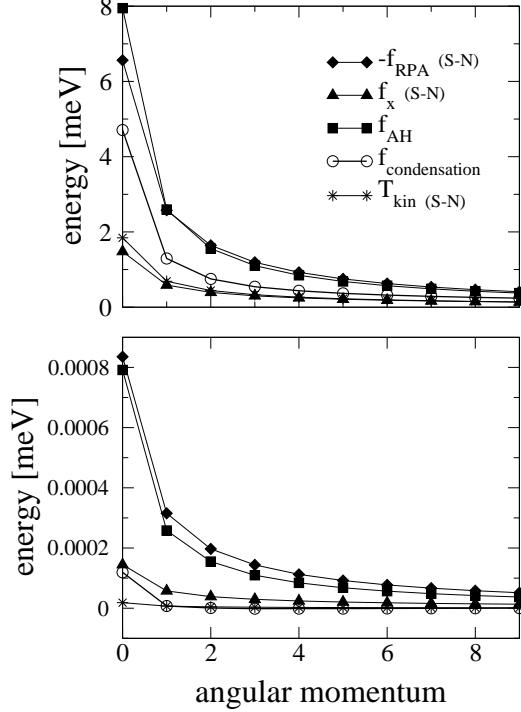 8
6
4
2
0
energy [meV]
-f_RPA (S-N)
f_x (S-N)
f_AH
f_condensation
T_kin (S-N)
0.0008
0.0006
0.0004
0.0002
0
energy [meV]
0 2 4 6 8
angular momentum